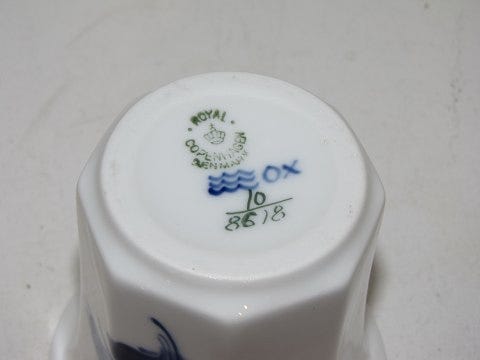 ROYAL
COPENHAGEN
DENMARK
OX
10
8618